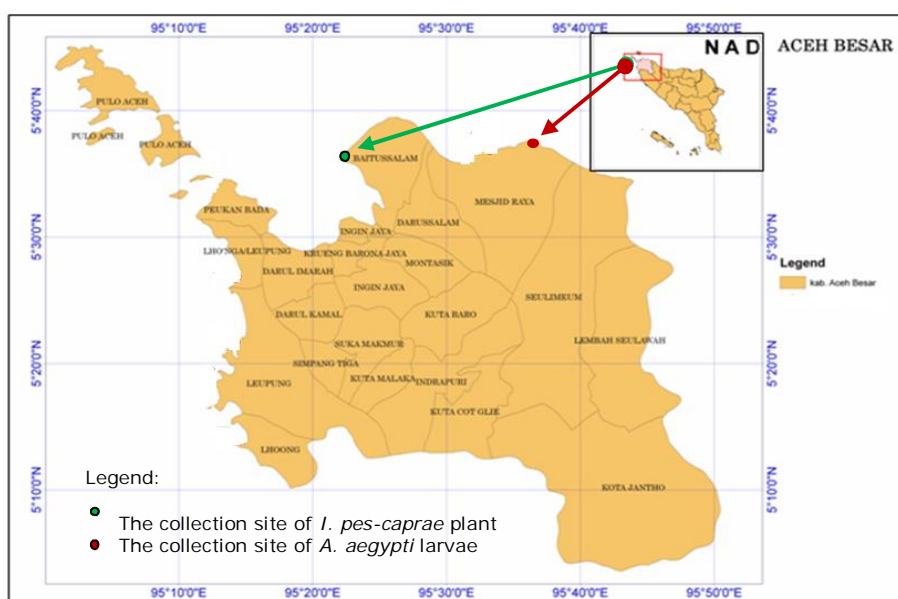 95°10'0"E 95°20'0"E 95°30'0"E 95°40'0"E 95°50'0"E
NAD
ACEH BESAR
5°40'0"N
5°30'0"N
5°20'0"N
5°10'0"N
PULO ACEH
PULO ACEH
PULO ACEH
BAITUSSALAM
PEUKAN BADA
MESJID RAYA
DARUSSALAM
INGIN JAYA
LHO'NGA/LEUPUNG
KRUENG BARONA JAYA
MONTASIK
DARUL IMARAH
INGIN JAYA
SEULIMEUM
DARUL KAMAL
KUTA BARO
LEMBAH SEULAWAH
SUKA MAKMUR
SIMPANG TIGA
LEUPUNG
KUTA MALAKA
INDRAPURI
KUTA COT GLIE
LHOONG
KOTA JANTHO
5°40'0"N
5°30'0"N
5°20'0"N
5°10'0"N
Legend
kab. Aceh Besar
Legend:
The collection site of I. pes-caprae plant
The collection site of A. aegypti larvae
95°10'0"E 95°20'0"E 95°30'0"E 95°40'0"E 95°50'0"E